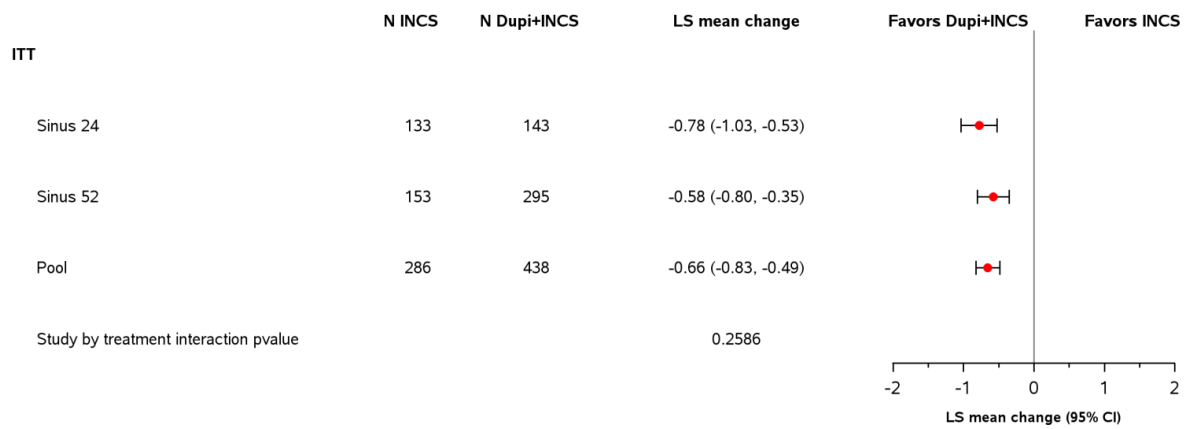 N INCS N Dupi+INCS LS mean change Favors Dupi+INCS Favors INCS
ITT
Sinus 24 133 143 -0.78 (-1.03, -0.53)
Sinus 52 153 295 -0.58 (-0.80, -0.35)
Pool 286 438 -0.66 (-0.83, -0.49)
Study by treatment interaction pvalue 0.2586
-2 -1 0 1 2
LS mean change (95% CI)